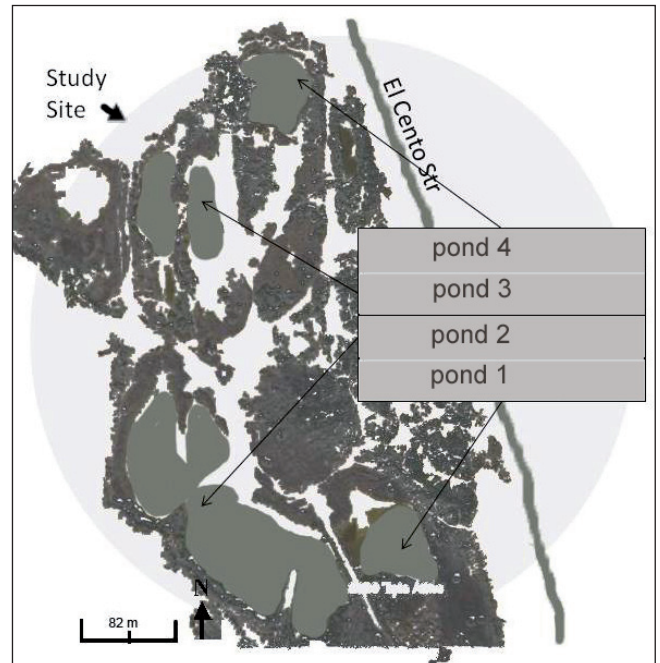 Study
Site
El Cento Str
pond 4
pond 3
pond 2
pond 1
N
82 m